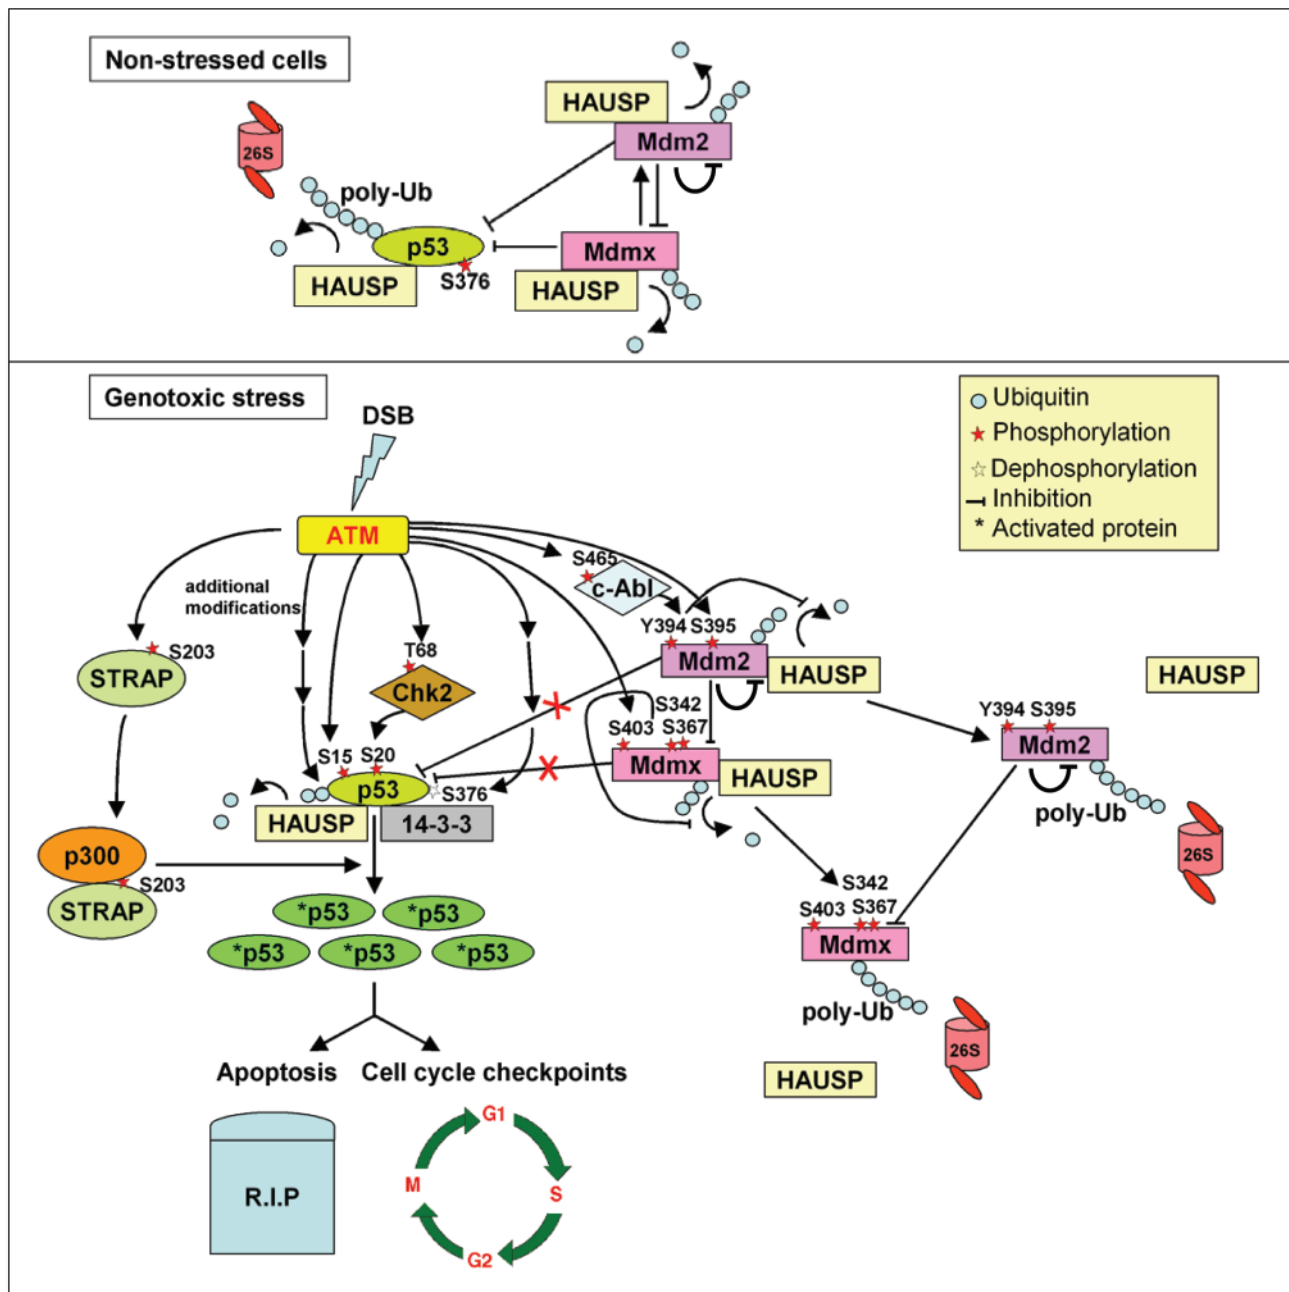 Non-stressed cells
HAUSP
Mdm2
26S
poly-Ub
p53
Mdmx
S376
HAUSP
HAUSP
Genotoxic stress
DSB
Ubiquitin
Phosphorylation
Dephosphorylation
Inhibition
* Activated protein
ATM
additional
modifications
S465
c-Abl
Y394 S395
Mdm2
HAUSP
HAUSP
S203
STRAP
T68
Chk2
S342
S403 S367
Mdmx
HAUSP
Y394 S395
Mdm2
poly-Ub
26S
S15 S20
p53
S376
HAUSP
14-3-3
p300
S203
STRAP
*p53
*p53
*p53
*p53
*p53
S342
S403 S367
Mdmx
poly-Ub
26S
HAUSP
Apoptosis
Cell cycle checkpoints
R.I.P
G1
M
S
G2